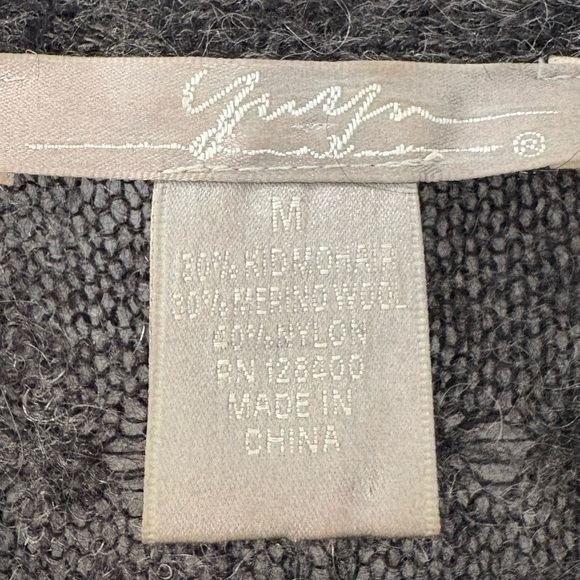 ®
M
30% KID MOHAIR
30% MERINO WOOL
40% NYLON
RN 128400
MADE IN
CHINA